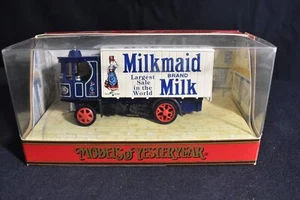 Milkmaid
Largest
Sale
in the
World
BRAND
Milk
MODELS of YESTERYEAR